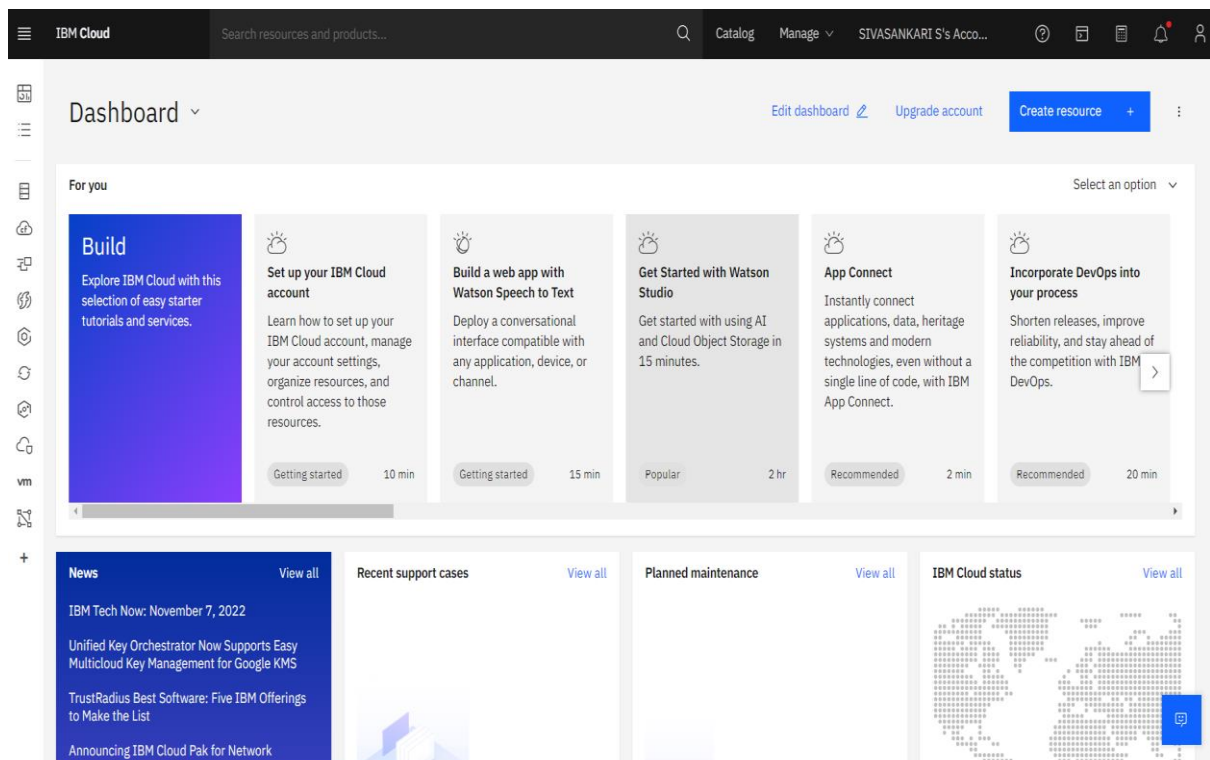 IBM Cloud
Search resources and products...
Catalog
Manage
SIVASANKARI S's Acco...
Dashboard
Edit dashboard
Upgrade account
Create resource +
For you
Select an option
Build
Explore IBM Cloud with this
selection of easy starter
tutorials and services.
Set up your IBM Cloud
account
Learn how to set up your
IBM Cloud account, manage
your account settings,
organize resources, and
control access to those
resources.
Getting started
10 min
Build a web app with
Watson Speech to Text
Deploy a conversational
interface compatible with
any application, device, or
channel.
Getting started
15 min
Get Started with Watson
Studio
Get started with using AI
and Cloud Object Storage in
15 minutes.
Popular
2 hr
App Connect
Instantly connect
applications, data, heritage
systems and modern
technologies, even without a
single line of code, with IBM
App Connect.
Recommended
2 min
Incorporate DevOps into
your process
Shorten releases, improve
reliability, and stay ahead of
the competition with IBM
DevOps.
Recommended
20 min
vm
News
View all
IBM Tech Now: November 7, 2022
Unified Key Orchestrator Now Supports Easy
Multicloud Key Management for Google KMS
TrustRadius Best Software: Five IBM Offerings
to Make the List
Announcing IBM Cloud Pak for Network
Recent support cases
View all
Planned maintenance
View all
IBM Cloud status
View all